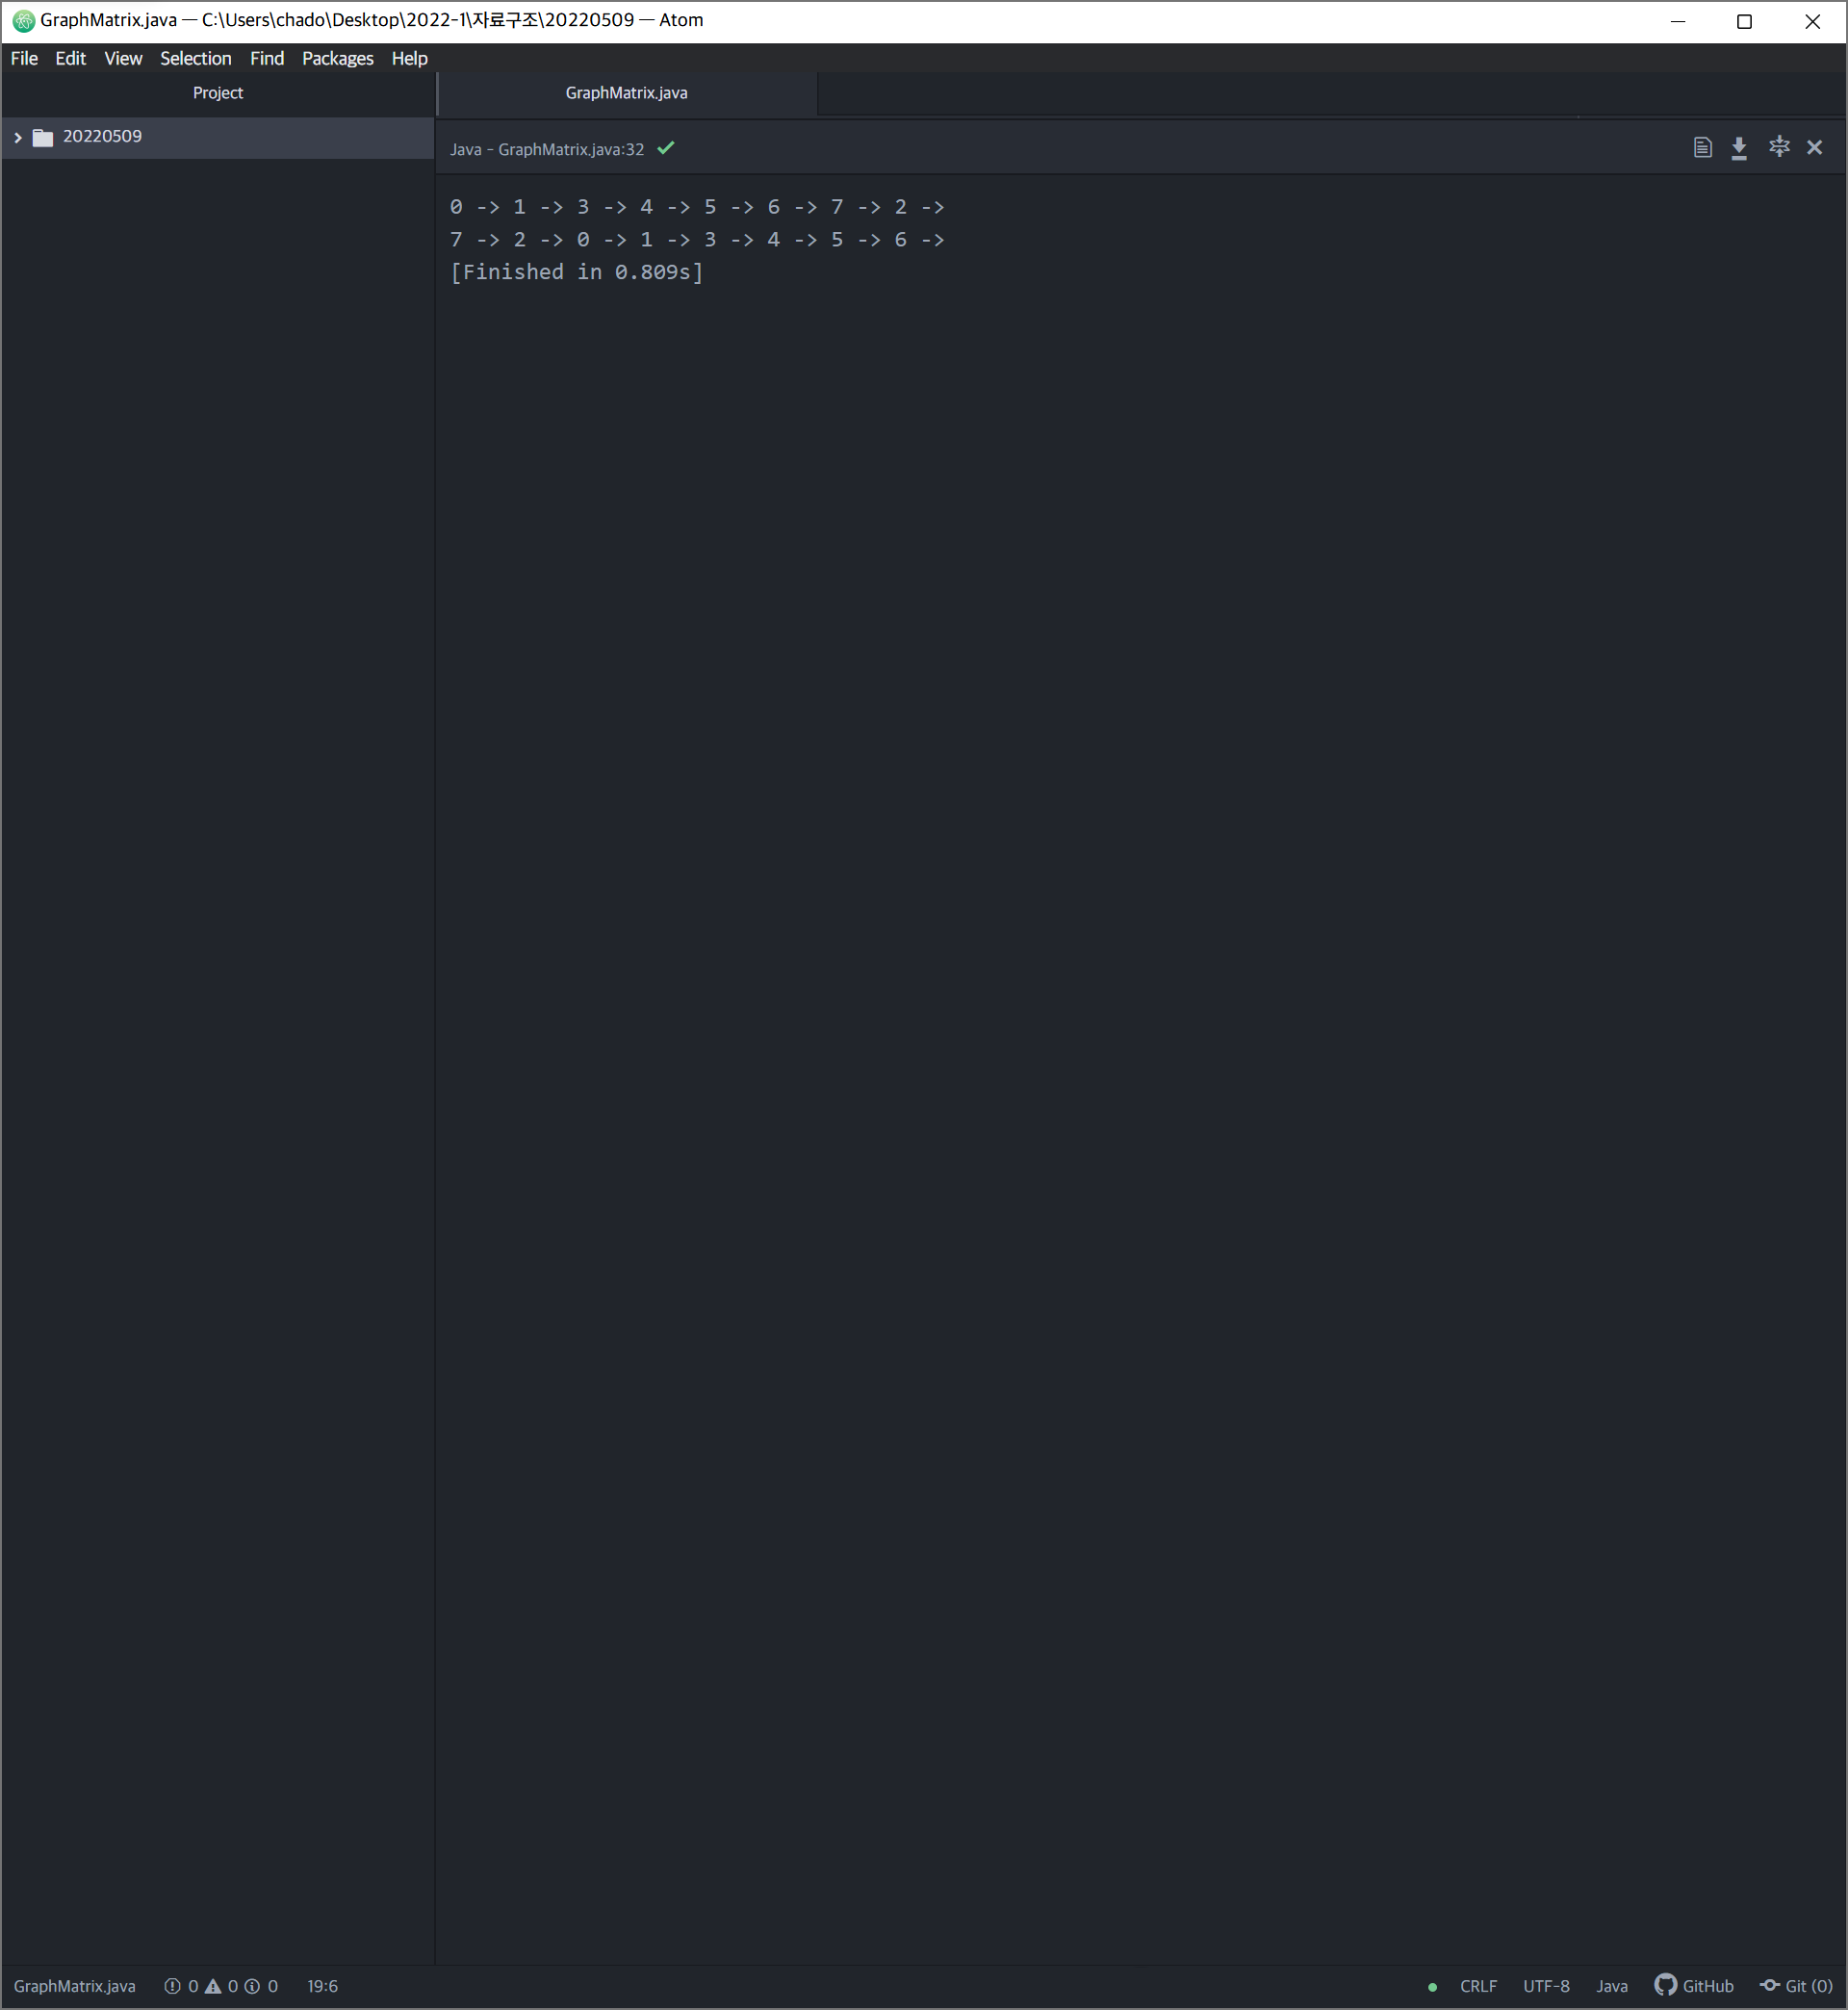 GraphMatrix.java — C:\Users\chado\Desktop\2022-1\자료구조\20220509 — Atom
File Edit View Selection Find Packages Help
Project
GraphMatrix.java
20220509
Java - GraphMatrix.java:32
0 -> 1 -> 3 -> 4 -> 5 -> 6 -> 7 -> 2 ->
7 -> 2 -> 0 -> 1 -> 3 -> 4 -> 5 -> 6 ->
[Finished in 0.809s]
GraphMatrix.java 0 0 0 19:6 CRLF UTF-8 Java GitHub Git (0)